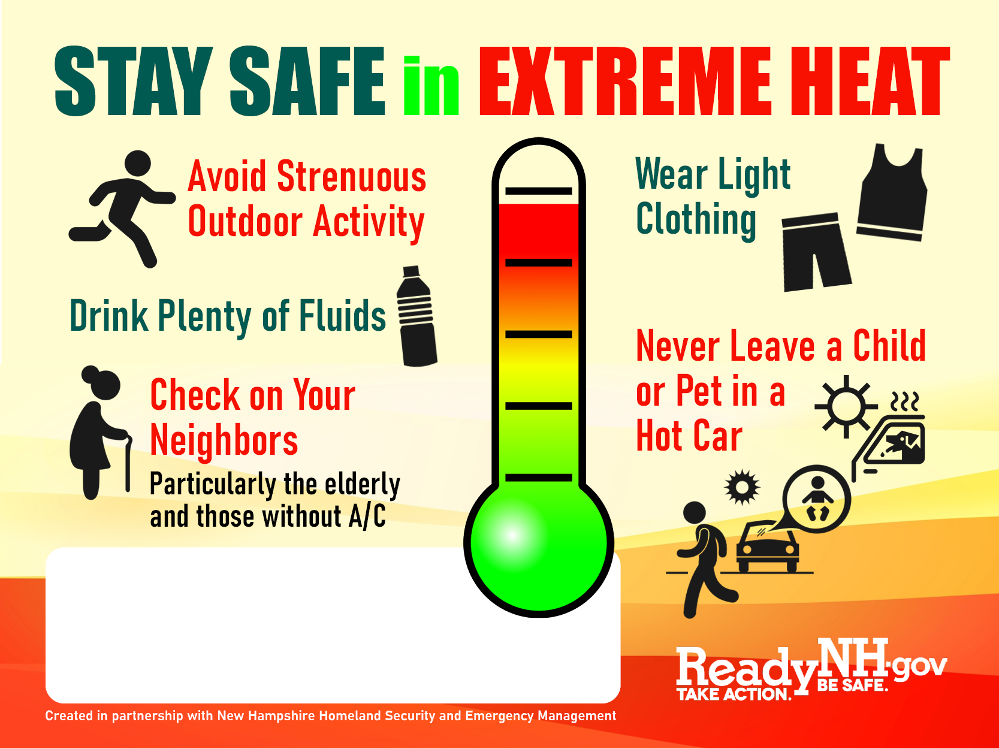 STAY SAFE in EXTREME HEAT
Avoid Strenuous
Outdoor Activity
Drink Plenty of Fluids
Check on Your
Neighbors
Particularly the elderly
and those without A/C
Wear Light
Clothing
Never Leave a Child
or Pet in a
Hot Car
ReadyNH.gov
TAKE ACTION. BE SAFE.
Created in partnership with New Hampshire Homeland Security and Emergency Management